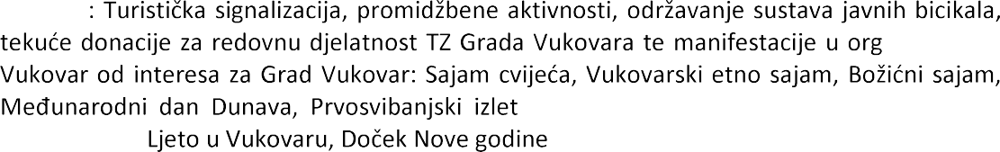 : Turistička signalizacija, promidžbene aktivnosti, održavanje sustava javnih bicikala,
tekuće donacije za redovnu djelatnost TZ Grada Vukovara te manifestacije u org
Vukovar od interesa za Grad Vukovar: Sajam cvijeća, Vukovarski etno sajam, Božićni sajam,
Međunarodni dan Dunava, Prvosvibanjski izlet
Ljeto u Vukovaru, Doček Nove godine